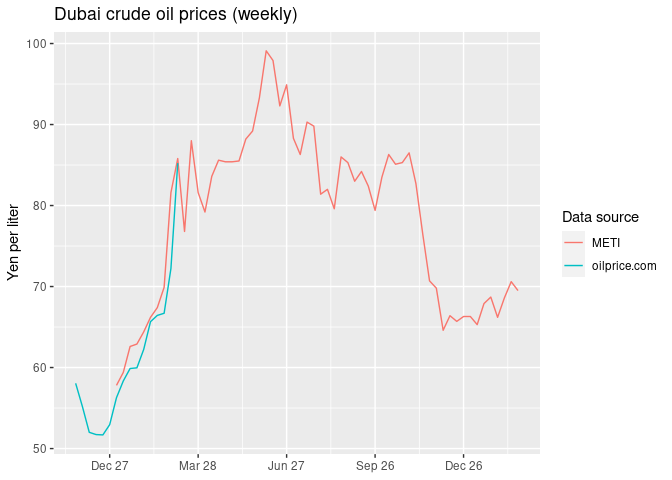 Dubai crude oil prices (weekly)
100
90
80
70
60
50
Yen per liter
Dec 27
Mar 28
Jun 27
Sep 26
Dec 26
Data source
METI
oilprice.com